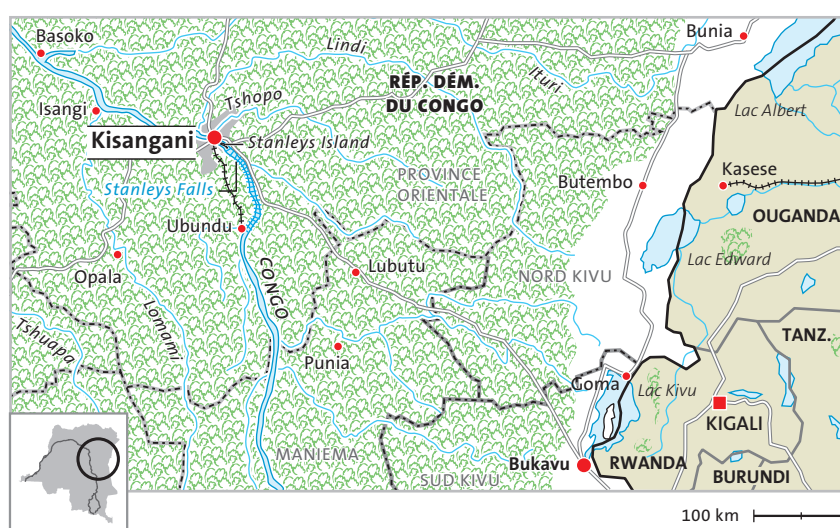 Basoko
Lindi
Bunia
Ituri
RÉP. DÉM.
DU CONGO
Isangi
Tshopo
Lac Albert
Kisangani
Stanleys Island
PROVINCE
ORIENTALE
Butembo
Kasese
Stanleys Falls
OUGANDA
Ubundu
Lac Edward
Opala
CONGO
Lubutu
NORD KIVU
Lomami
Tshuapa
TANZ.
Punia
Goma
Lac Kivu
KIGALI
MANIEMA
Bukavu
RWANDA
SUD KIVU
BURUNDI
100 km